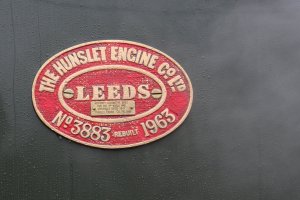 THE HUNSLET ENGINE CO LTD
LEEDS
No 3883 REBUILT 1963